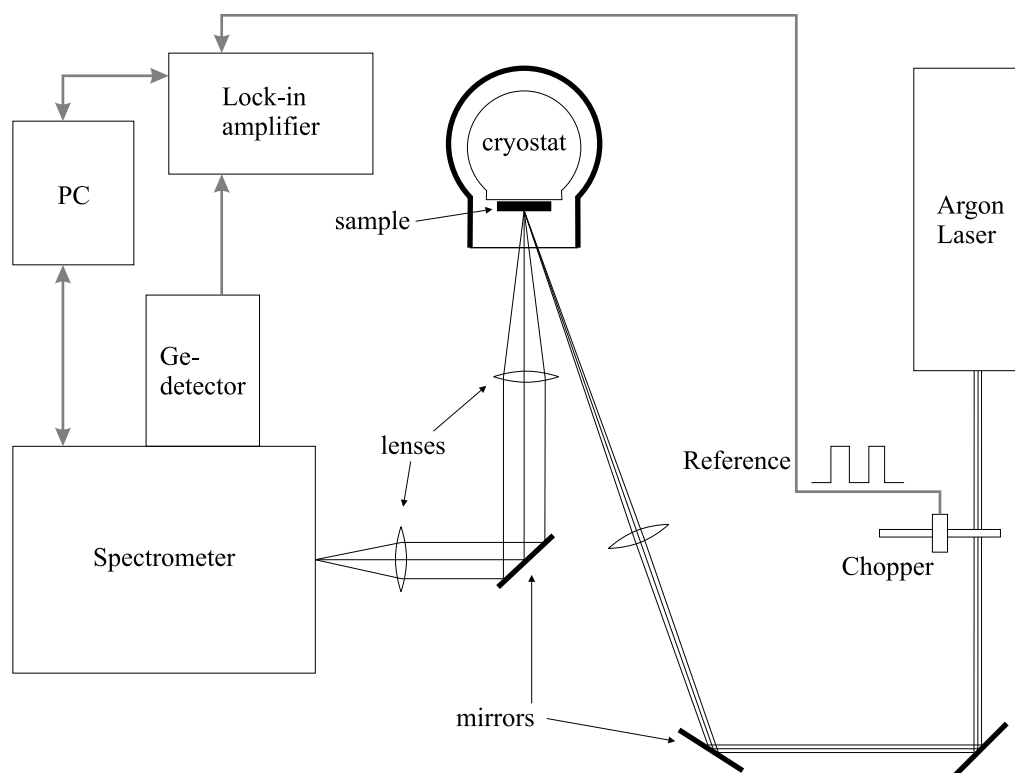 Lock-in
amplifier
PC
cryostat
sample
Argon
Laser
Ge-
detector
lenses
Reference
Spectrometer
Chopper
mirrors